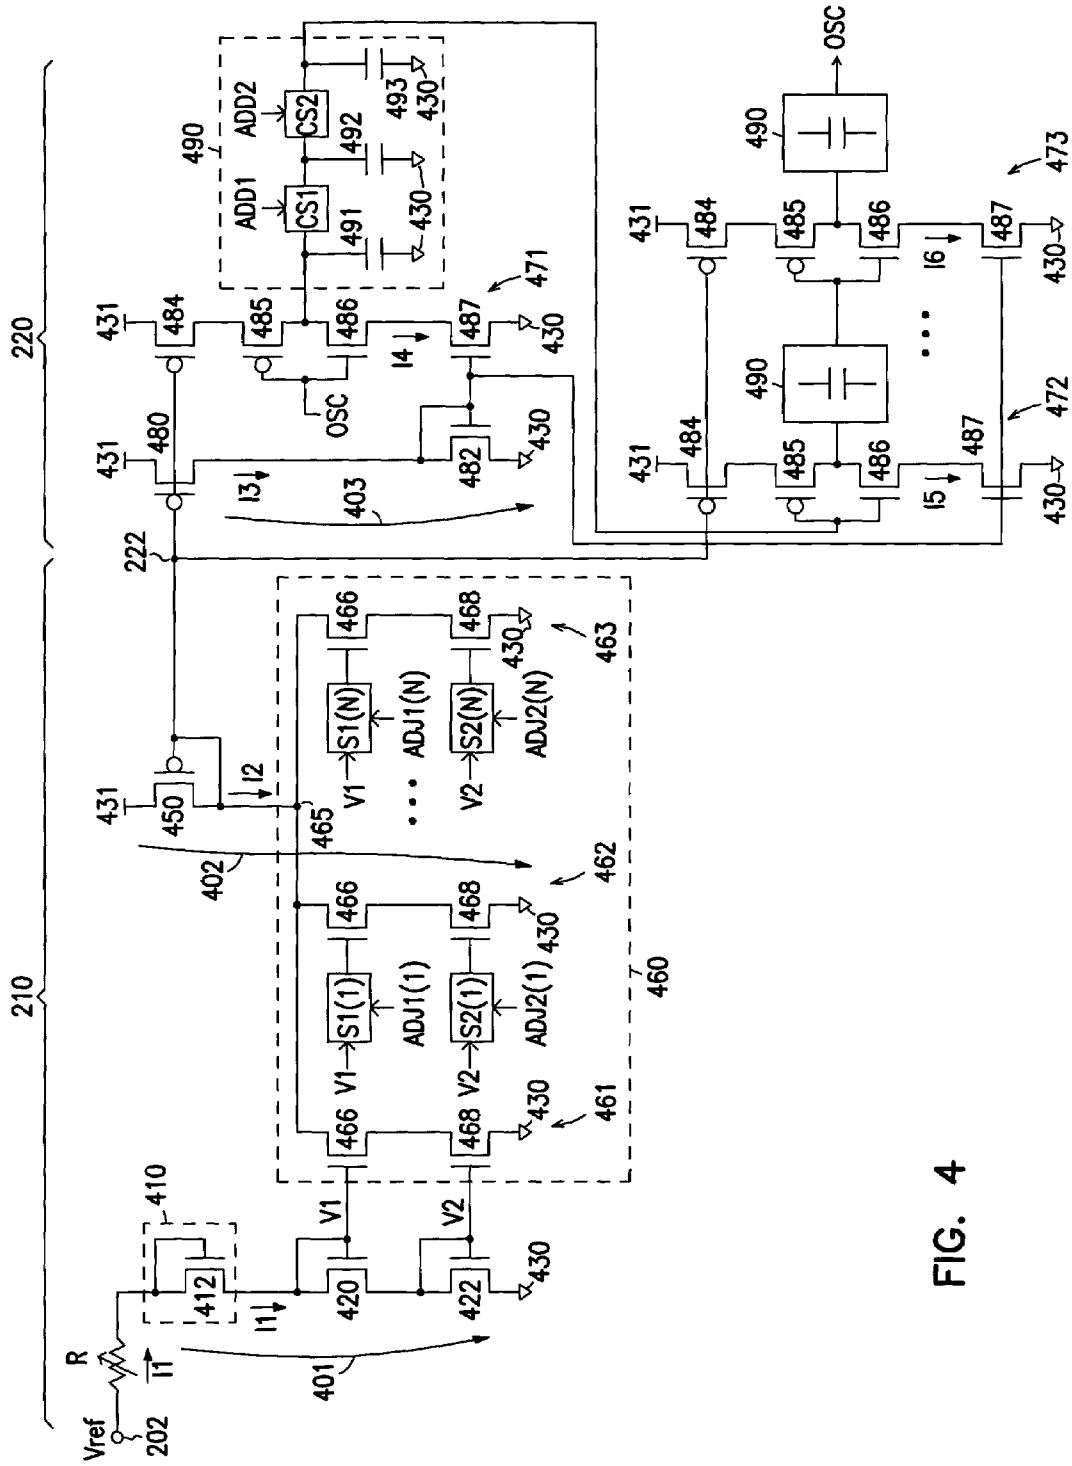 210
220
Vref
202
R
I1
410
412
I1
401
420
422
430
V1
V2
431
450
I2
402
465
460
466
468
430
461
V1
S1(1)
ADJ1(1)
V2
S2(1)
ADJ2(1)
466
468
430
462
V1
S1(N)
ADJ1(N)
V2
S2(N)
ADJ2(N)
466
468
430
463
222
431
480
I3
403
482
430
431
484
485
486
OSC
I4
487
430
471
490
ADD1
CS1
ADD2
CS2
491
492
493
430
430
431
484
485
486
I5
487
430
472
490
431
484
485
486
I6
487
430
473
490
OSC
FIG. 4